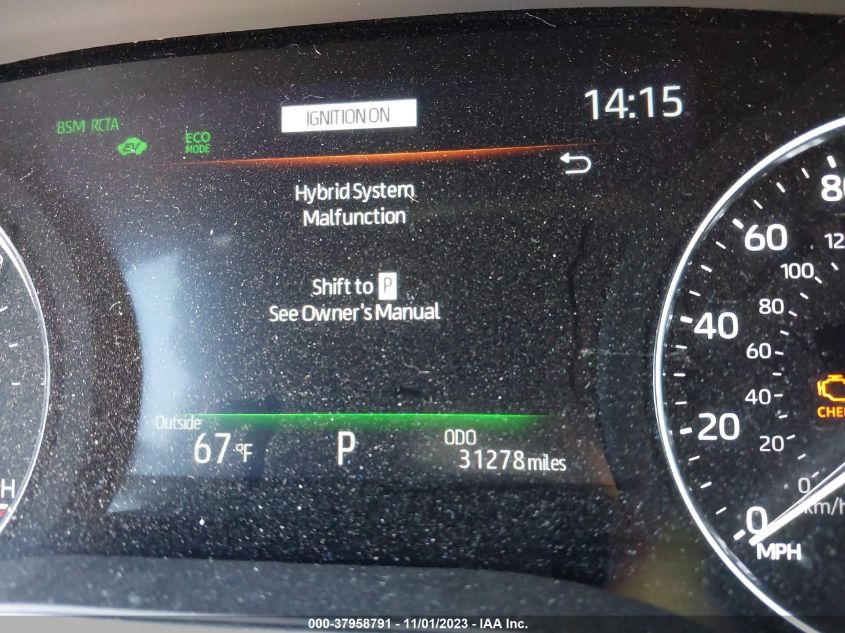 BSM RCTA
EV
ECO
MODE
IGNITION ON
14:15
Hybrid System
Malfunction
Shift to P
See Owner's Manual
Outside
67 °F
P
ODO
31278 miles
H
80
60
40
20
0
MPH
100
80
60
40
20
0
km/h
000-37958791 - 11/01/2023 - IAA Inc.